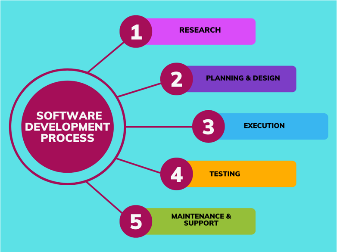 SOFTWARE
DEVELOPMENT
PROCESS
1
RESEARCH
2
PLANNING & DESIGN
3
EXECUTION
4
TESTING
5
MAINTENANCE &
SUPPORT